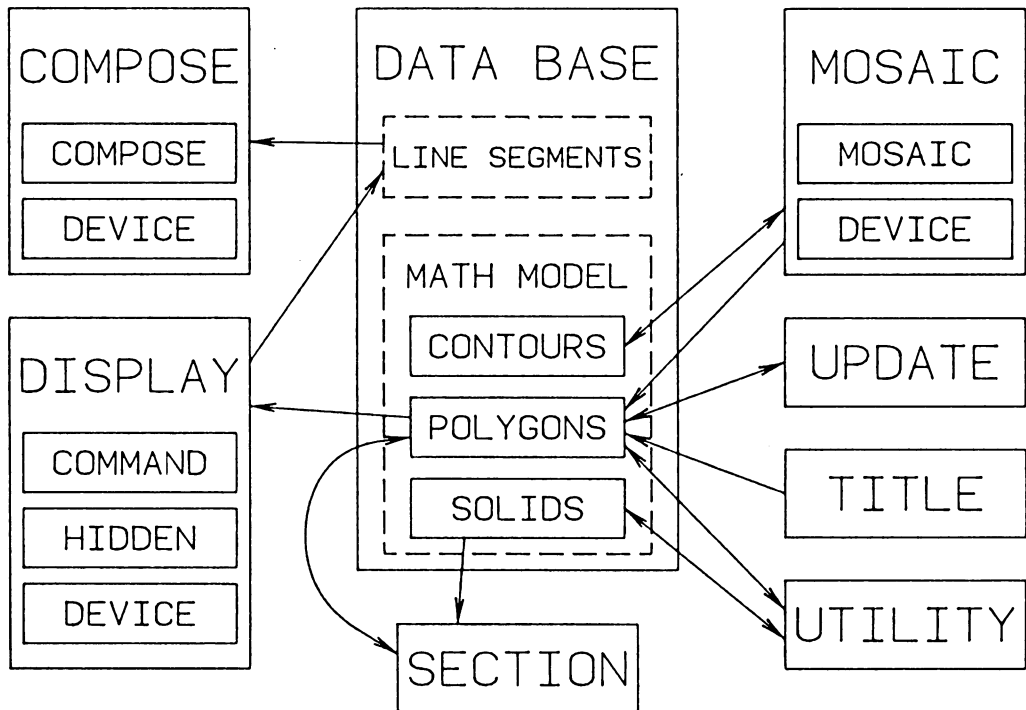 COMPOSE
COMPOSE
DEVICE
DISPLAY
COMMAND
HIDDEN
DEVICE
DATA BASE
LINE SEGMENTS
MATH MODEL
CONTOURS
POLYGONS
SOLIDS
SECTION
MOSAIC
MOSAIC
DEVICE
UPDATE
TITLE
UTILITY